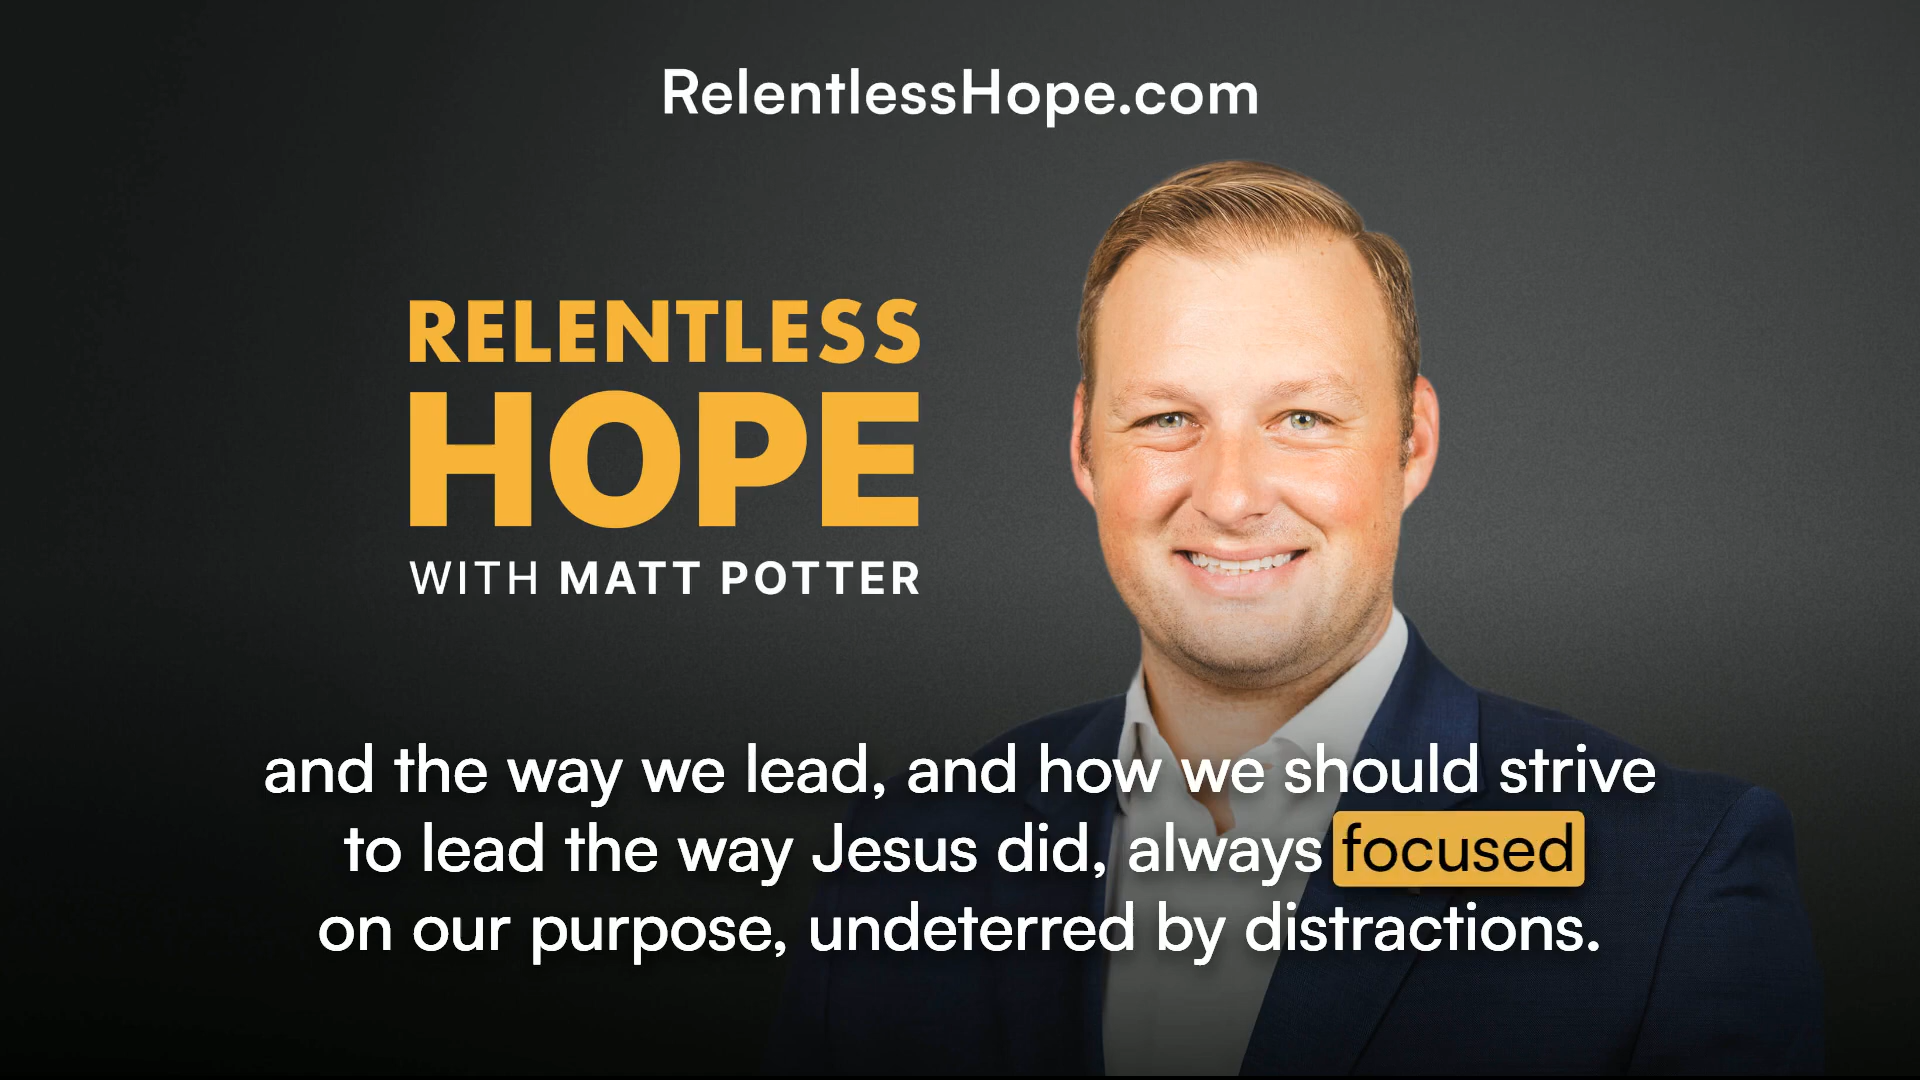 RelentlessHope.com
RELENTLESS
HOPE
WITH MATT POTTER
and the way we lead, and how we should strive
to lead the way Jesus did, always focused
on our purpose, undeterred by distractions.